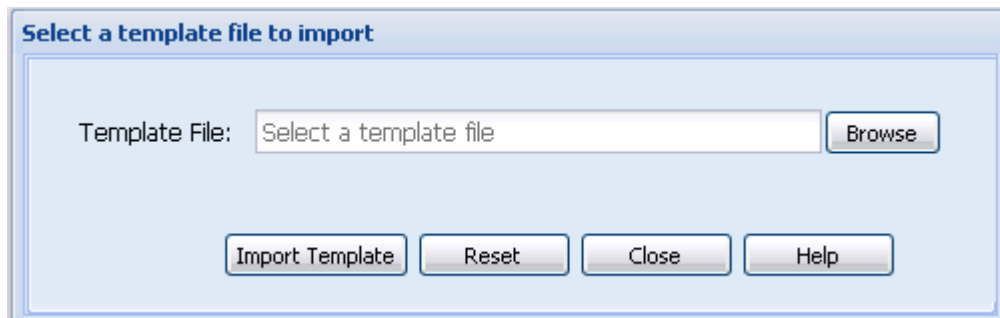 Select a template file to import
Template File: Select a template file Browse
Import Template Reset Close Help